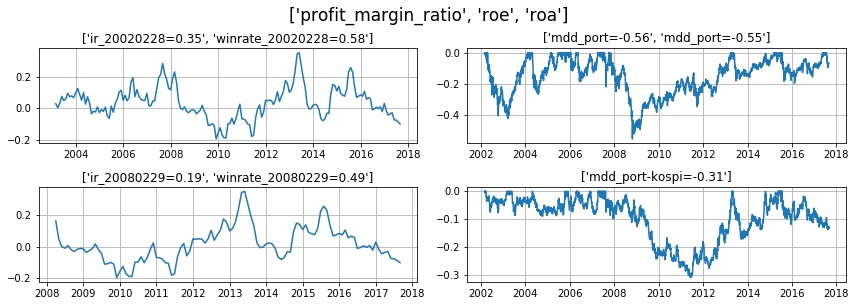 ['profit_margin_ratio', 'roe', 'roa']
['ir_20020228=0.35', 'winrate_20020228=0.58']
0.2
0.0
−0.2
2004 2006 2008 2010 2012 2014 2016 2018
['mdd_port=-0.56', 'mdd_port=-0.55']
0.0
−0.2
−0.4
2002 2004 2006 2008 2010 2012 2014 2016 2018
['ir_20080229=0.19', 'winrate_20080229=0.49']
0.2
0.0
−0.2
2008 2009 2010 2011 2012 2013 2014 2015 2016 2017 2018
['mdd_port-kospi=-0.31']
0.0
−0.1
−0.2
−0.3
2002 2004 2006 2008 2010 2012 2014 2016 2018